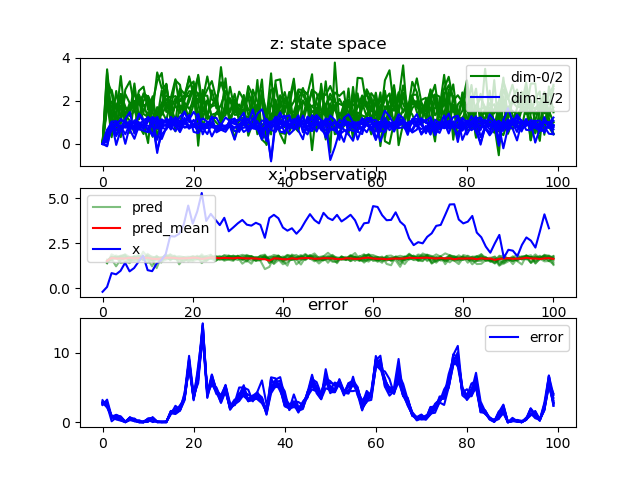 z: state space
4
2
0
dim-0/2
dim-1/2
0 20 40 60 80 100
x: observation
5.0
2.5
0.0
pred
pred_mean
x
0 20 40 60 80 100
error
10
0
error
0 20 40 60 80 100